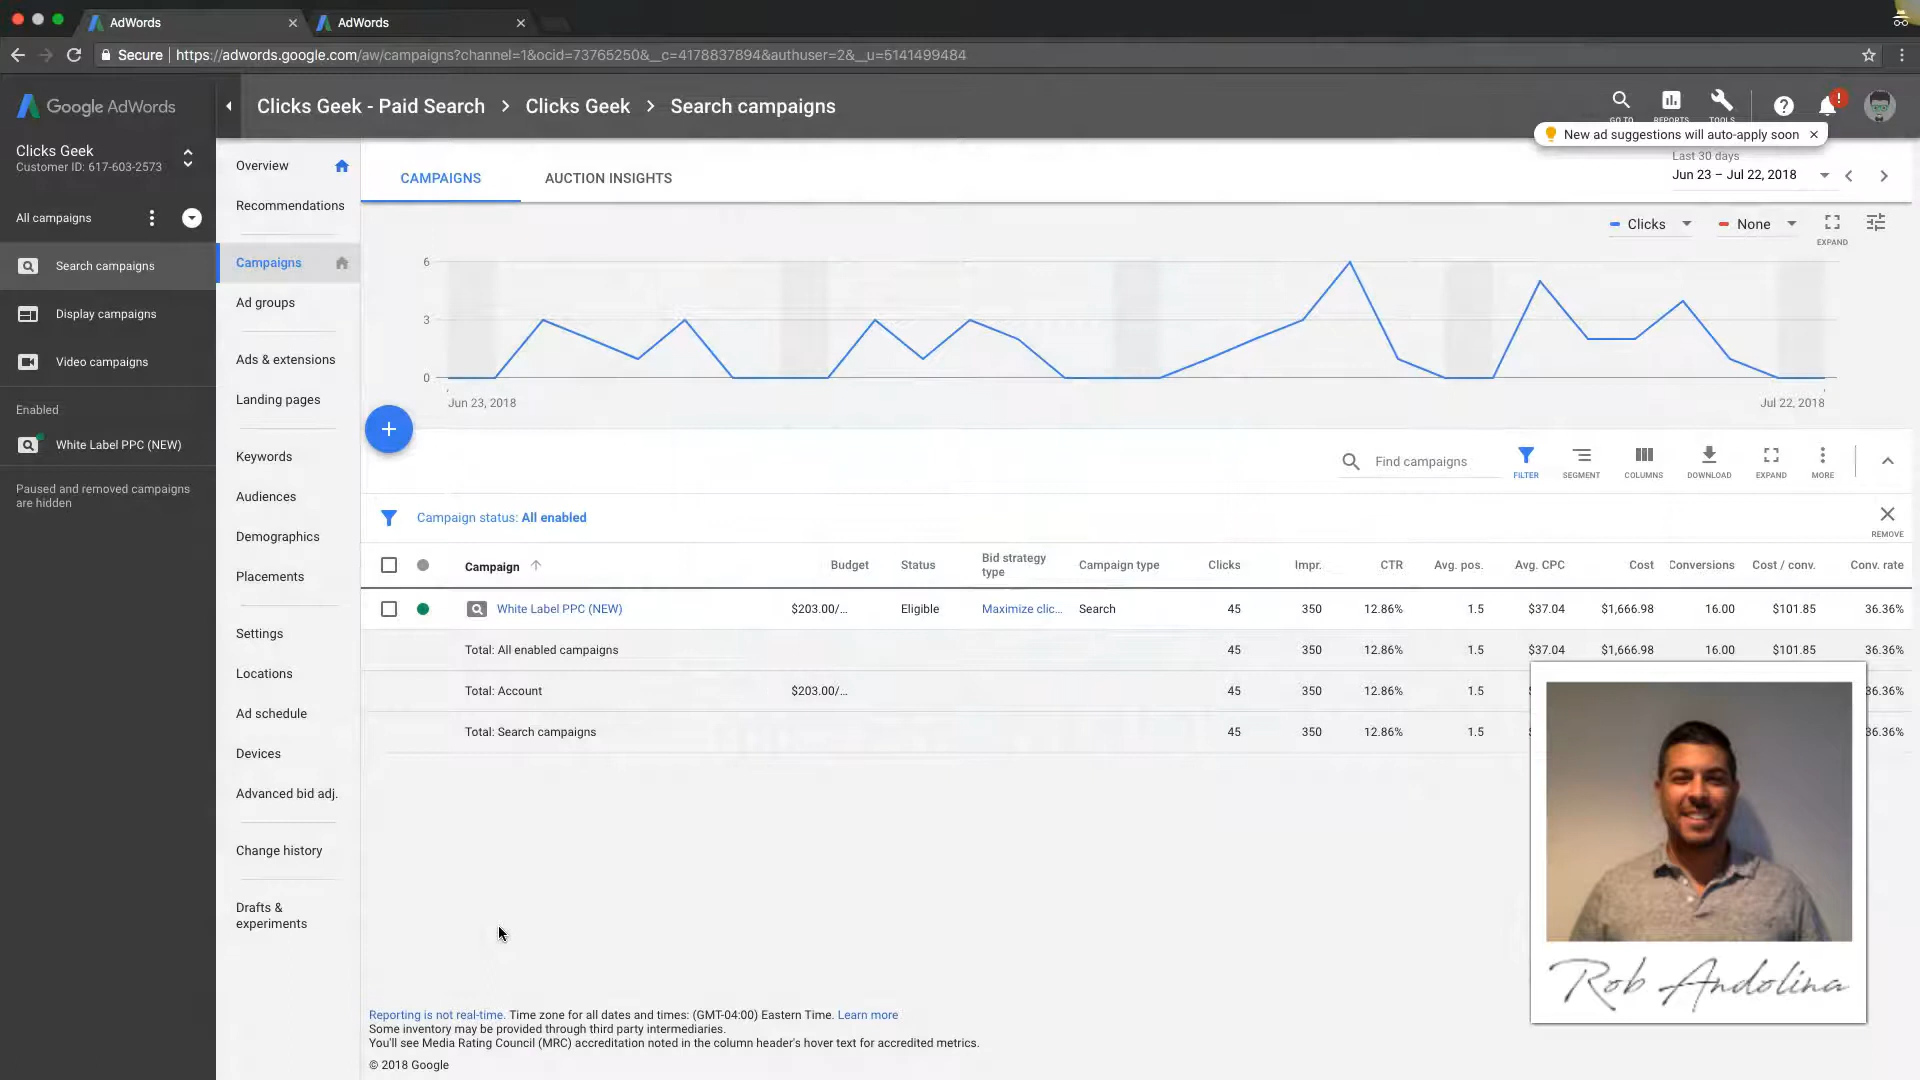 AdWords
AdWords
Secure https://adwords.google.com/aw/campaigns?channel=1&ocid=73765250&__c=4178837894&authuser=2&__u=5141499484
Google AdWords
Clicks Geek - Paid Search > Clicks Geek > Search campaigns
GO TO REPORTS TOOLS
New ad suggestions will auto-apply soon
Clicks Geek
Customer ID: 617-603-2573
All campaigns
Search campaigns
Display campaigns
Video campaigns
Enabled
White Label PPC (NEW)
Paused and removed campaigns
are hidden
Overview
Recommendations
Campaigns
Ad groups
Ads & extensions
Landing pages
Keywords
Audiences
Demographics
Placements
Settings
Locations
Ad schedule
Devices
Advanced bid adj.
Change history
Drafts &
experiments
CAMPAIGNS AUCTION INSIGHTS
Last 30 days
Jun 23 – Jul 22, 2018
Clicks None
EXPAND
6
3
0
Jun 23, 2018 Jul 22, 2018
Find campaigns
FILTER SEGMENT COLUMNS DOWNLOAD EXPAND MORE
Campaign status: All enabled
REMOVE
Campaign Budget Status Bid strategy type Campaign type Clicks Impr. CTR Avg. pos. Avg. CPC Cost Conversions Cost / conv. Conv. rate
White Label PPC (NEW) $203.00/... Eligible Maximize clic... Search 45 350 12.86% 1.5 $37.04 $1,666.98 16.00 $101.85 36.36%
Total: All enabled campaigns 45 350 12.86% 1.5 $37.04 $1,666.98 16.00 $101.85 36.36%
Total: Account $203.00/... 45 350 12.86% 1.5 36.36%
Total: Search campaigns 45 350 12.86% 1.5 36.36%
Rob Andolina
Reporting is not real-time. Time zone for all dates and times: (GMT-04:00) Eastern Time. Learn more
Some inventory may be provided through third party intermediaries.
You'll see Media Rating Council (MRC) accreditation noted in the column header's hover text for accredited metrics.
© 2018 Google